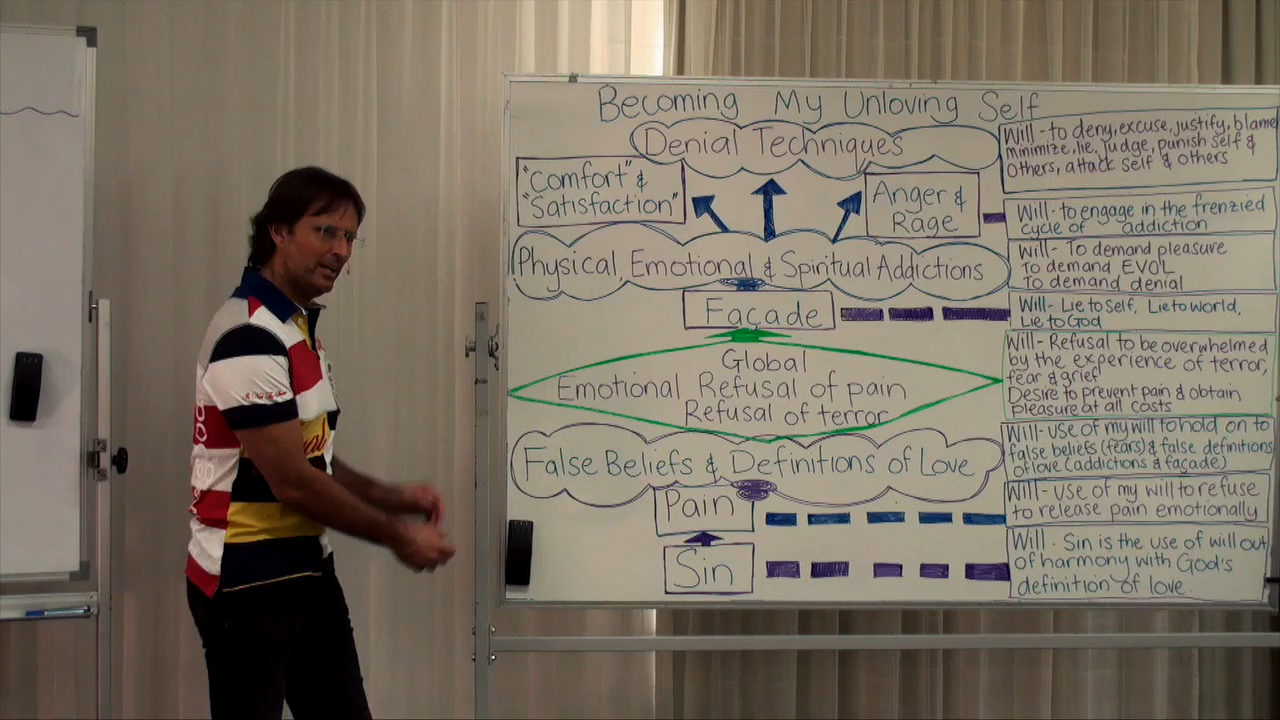 Becoming My Unloving Self
Denial Techniques
"Comfort" &
"Satisfaction"
Anger &
Rage
Physical, Emotional & Spiritual Addictions
Façade
Global
Emotional Refusal of pain
Refusal of terror
False Beliefs & Definitions of Love
Pain
Sin
Will - to deny, excuse, justify, blame
minimize, lie, judge, punish self &
others, attack self & others
Will - to engage in the frenzied
cycle of addiction
Will - To demand pleasure
To demand EVOL
To demand denial
Will - Lie to Self, Lie to world,
Lie to God
Will - Refusal to be overwhelmed
by the experience of terror,
fear & grief
Desire to prevent pain & obtain
pleasure at all costs
Will - use of my will to hold on to
false beliefs (fears) & false definitions
of love (addictions & façade)
Will - use of my will to refuse
to release pain emotionally
Will - Sin is the use of will out
of harmony with God's
definition of love.